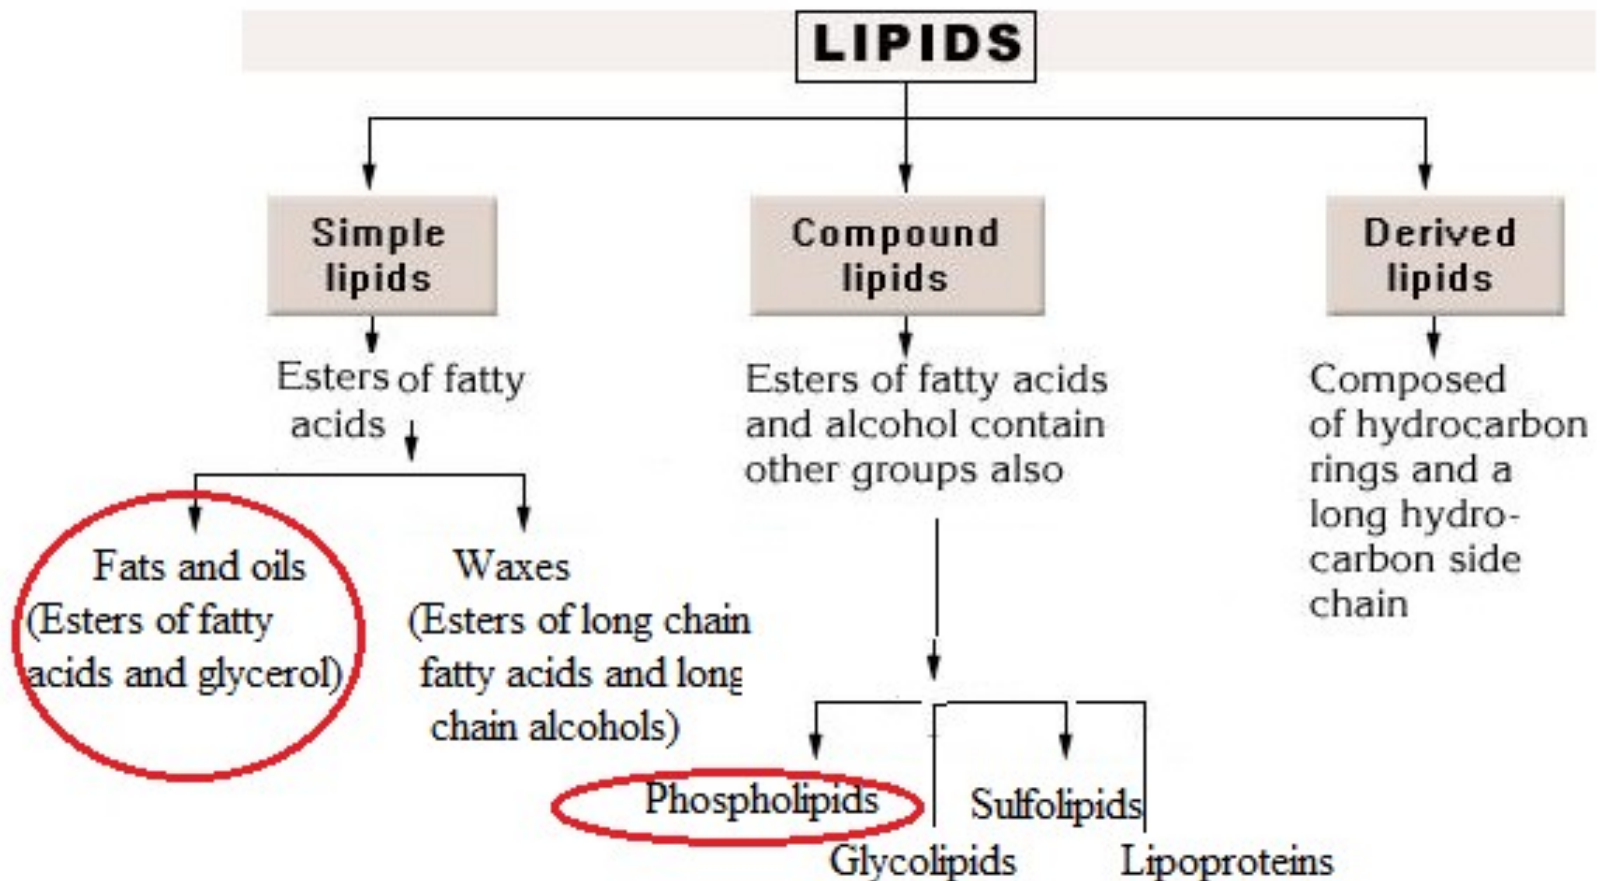 LIPIDS
Simple
lipids
Compound
lipids
Derived
lipids
Esters of fatty
acids
Esters of fatty acids
and alcohol contain
other groups also
Composed
of hydrocarbon
rings and a
long hydro-
carbon side
chain
Fats and oils
(Esters of fatty
acids and glycerol)
Waxes
(Esters of long chain
fatty acids and long
chain alcohols)
Phospholipids
Sulfolipids
Glycolipids
Lipoproteins